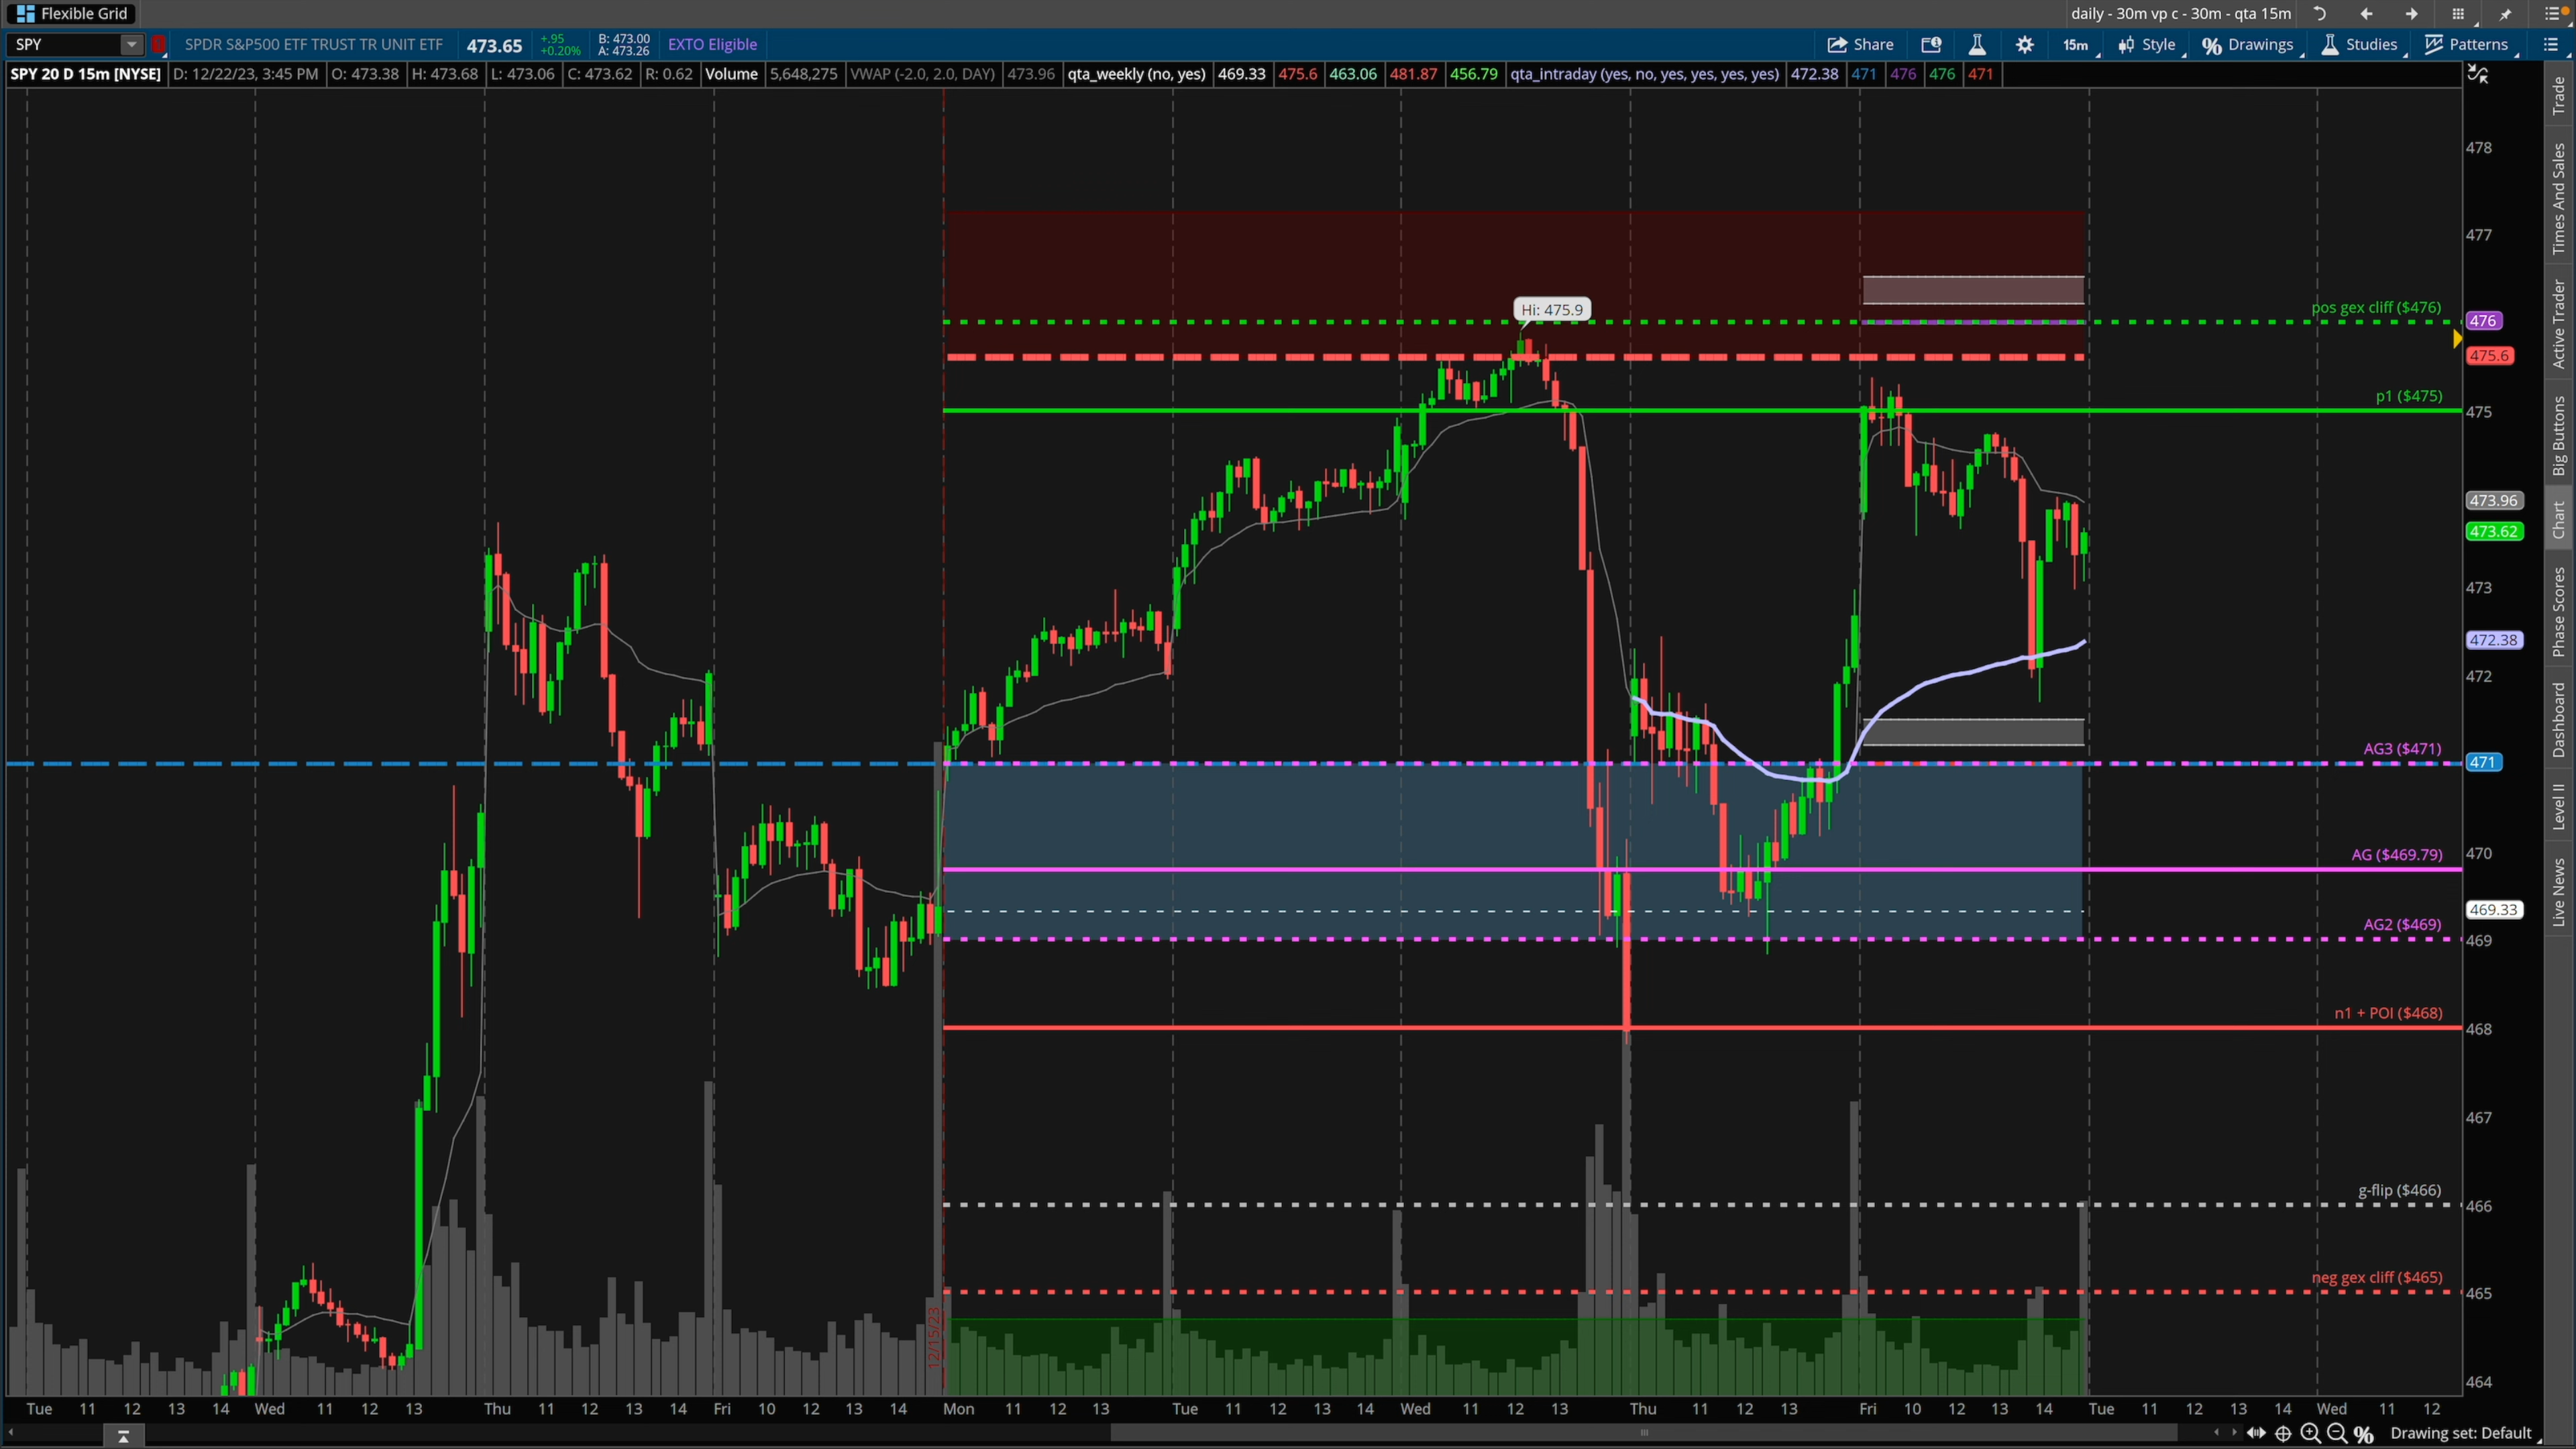 Flexible Grid
daily - 30m vp c - 30m - qta 15m
SPY SPDR S&P500 ETF TRUST TR UNIT ETF 473.65 +.95 +0.20% B: 473.00 A: 473.26 EXTO Eligible Share 15m Style Drawings Studies Patterns
SPY 20 D 15m [NYSE] D: 12/22/23, 3:45 PM O: 473.38 H: 473.68 L: 473.06 C: 473.62 R: 0.62 Volume 5,648,275 VWAP (-2.0, 2.0, DAY) 473.96 qta_weekly (no, yes) 469.33 475.6 463.06 481.87 456.79 qta_intraday (yes, no, yes, yes, yes, yes) 472.38 471 476 476 471
478
477
Hi: 475.9
pos gex cliff ($476)
476
475.6
p1 ($475)
475
473.96
473.62
473
472.38
472
AG3 ($471)
471
AG ($469.79)
470
469.33
AG2 ($469)
469
n1 + POI ($468)
468
467
g-flip ($466)
466
neg gex cliff ($465)
465
464
12/15/23
Tue 11 12 13 14 Wed 11 12 13 Thu 11 12 13 14 Fri 10 12 13 14 Mon 11 12 13 Tue 11 12 13 14 Wed 11 12 13 Thu 11 12 13 Fri 10 12 13 14 Tue 11 12 13 14 Wed 11 12
Drawing set: Default
Trade
Times And Sales
Active Trader
Big Buttons
Chart
Phase Scores
Dashboard
Level II
Live News